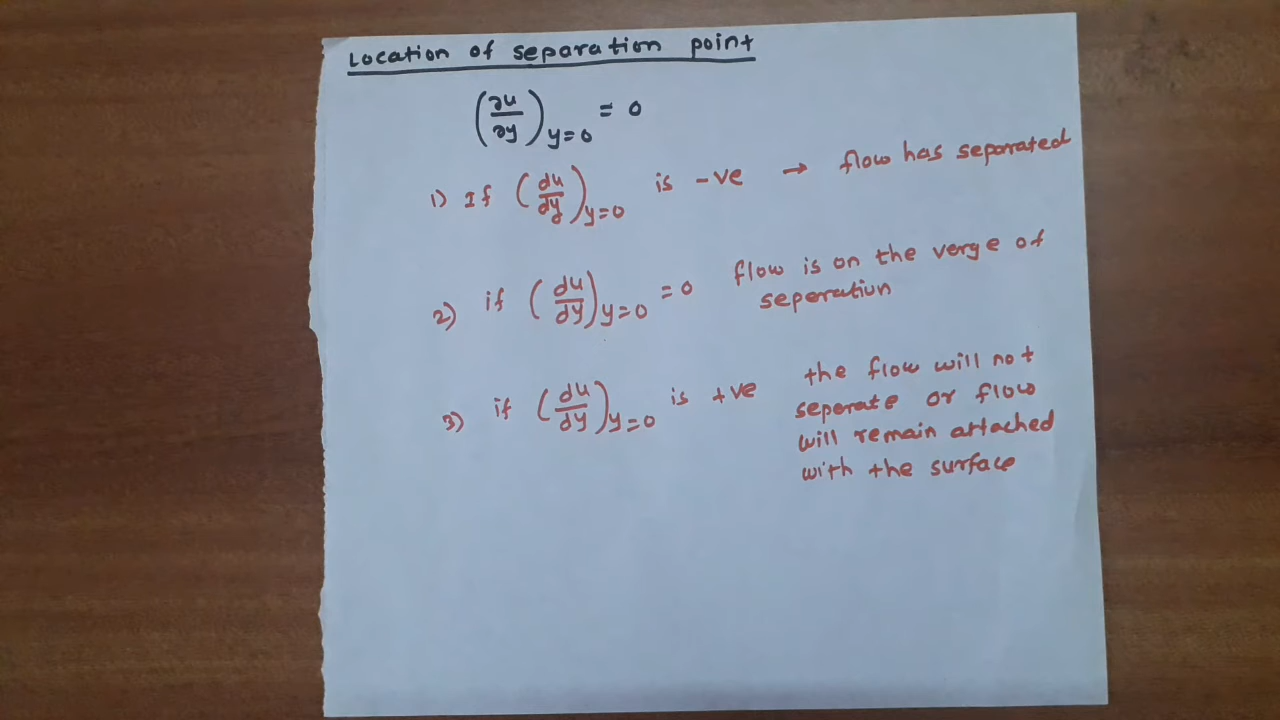 Location of separation point
(∂u/∂y)y=0 = 0
1) If (du/dy)y=0 is -ve → flow has separated
2) if (du/dy)y=0 = 0 flow is on the verge of
seperation
3) if (du/dy)y=0 is +ve the flow will not
seperate or flow
will remain attached
with the surface